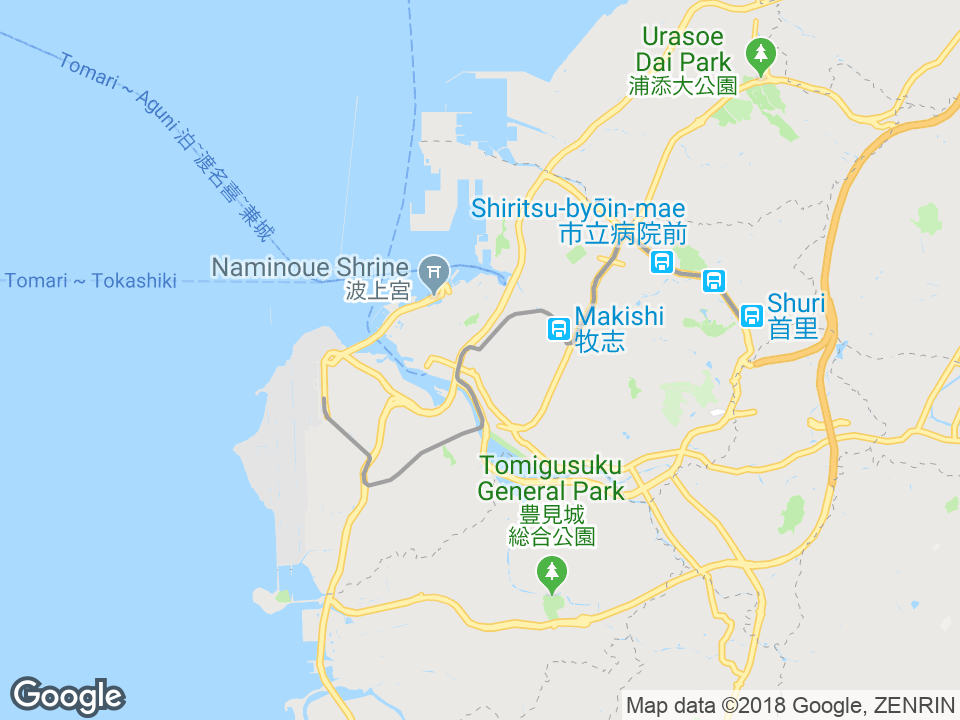 Urasoe
Dai Park
浦添大公園
Tomari ~ Aguni 泊~渡名喜~兼城
Shiritsu-byōin-mae
市立病院前
Naminoue Shrine
波上宮
Tomari ~ Tokashiki
Makishi
牧志
Shuri
首里
Tomigusuku
General Park
豊見城
総合公園
Google
Map data ©2018 Google, ZENRIN